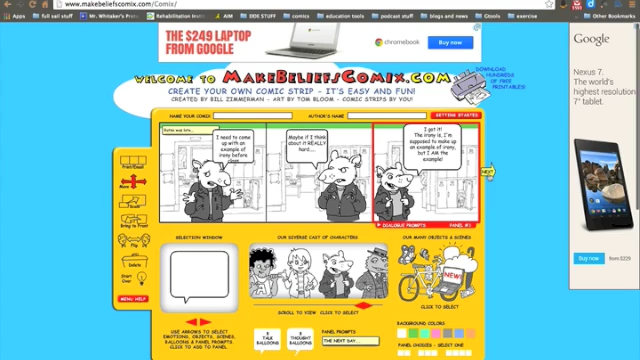 www.makebeliefscomix.com/Comix/
Apps
full sail stuff
Mr. Whitaker's Prof
Rehabilitation Instit
AIM
EOE STUFF
comics
education tools
podcast stuff
blogs and news
Gtools
exercise
Other Bookmarks
THE $249 LAPTOP
FROM GOOGLE
chromebook
Buy now
Google
Nexus 7.
The world's
highest resolution
7" tablet.
Buy now
from $229
WELCOME TO MAKEBELIEFSCOMIX.COM
CREATE YOUR OWN COMIC STRIP - IT'S EASY AND FUN!
CREATED BY BILL ZIMMERMAN - ART BY TOM BLOOM - COMIC STRIPS BY YOU!
DOWNLOAD
HUNDREDS
OF FREE
PRINTABLES!
NAME YOUR COMIC
AUTHOR'S NAME
GETTING STARTED
I need to come
up with an
example of
irony before
Maybe if I think
about it REALLY
hard....
I got it!
The irony is, I'm
supposed to make up
an example of irony,
but I AM the
example!
NEXT
DIALOGUE PROMPTS
PANEL #3
Print/Email
Move
Scale
Bring to Front
Flip
Delete
Start
Over
MENU HELP
SELECTION WINDOW
OUR DIVERSE CAST OF CHARACTERS
OUR MANY OBJECTS & SCENES
NEW!
SCROLL TO VIEW CLICK TO SELECT
CLICK TO SELECT
USE ARROWS TO SELECT
EMOTIONS, OBJECTS, SCENES,
BALLOONS & PANEL PROMPTS.
CLICK TO ADD TO PANEL.
TALK
BALLOONS
THOUGHT
BALLOONS
PANEL PROMPTS
THE NEXT DAY...
BACKGROUND COLORS
PANEL CHOICES - SELECT ONE